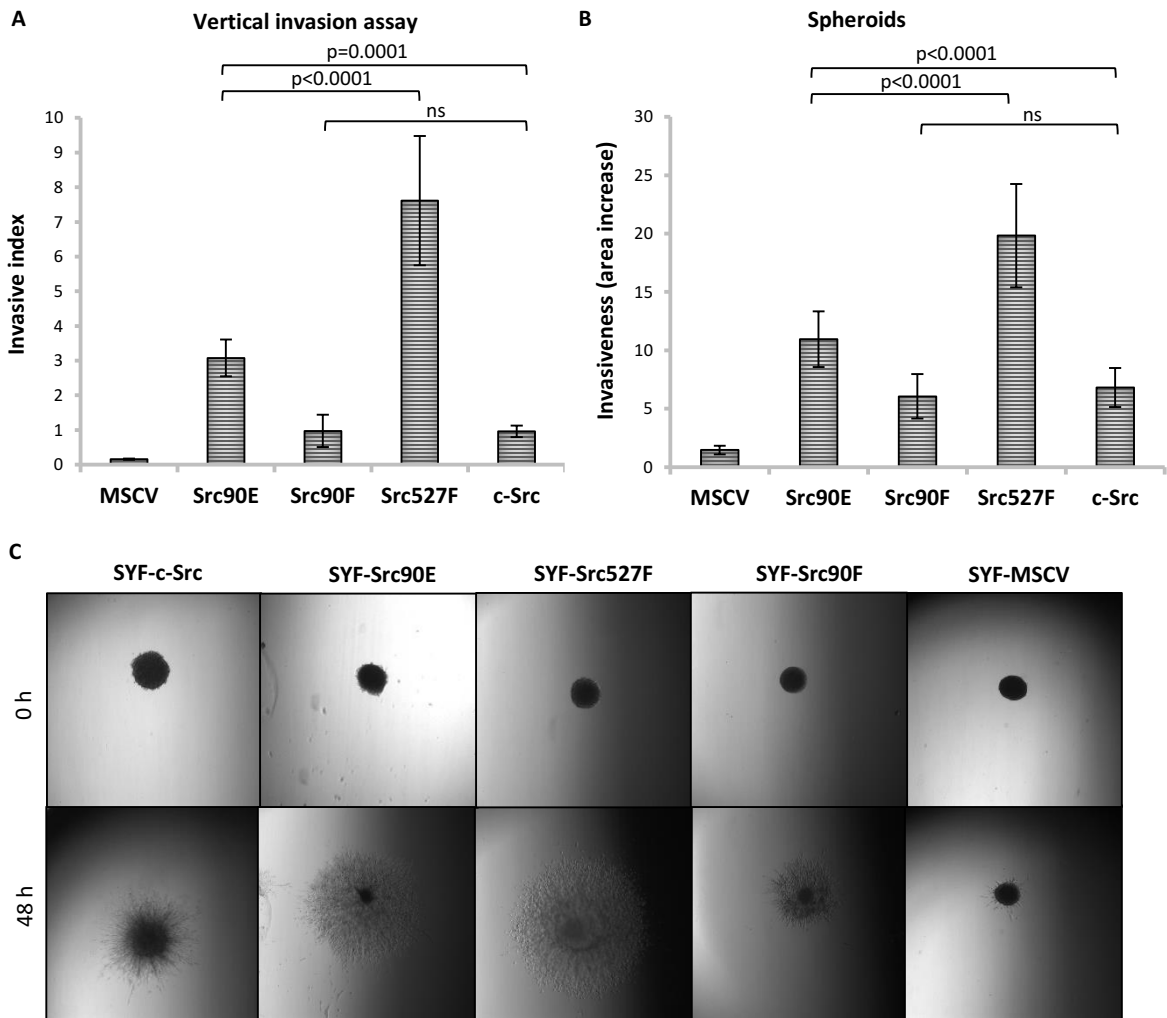 A
Vertical invasion assay
p=0.0001
p<0.0001
ns
10
9
8
7
6
5
4
3
2
1
0
Invasive index
MSCV Src90E Src90F Src527F c-Src
B
Spheroids
p<0.0001
p<0.0001
ns
30
25
20
15
10
5
0
Invasiveness (area increase)
MSCV Src90E Src90F Src527F c-Src
C
SYF-c-Src SYF-Src90E SYF-Src527F SYF-Src90F SYF-MSCV
0 h
48 h